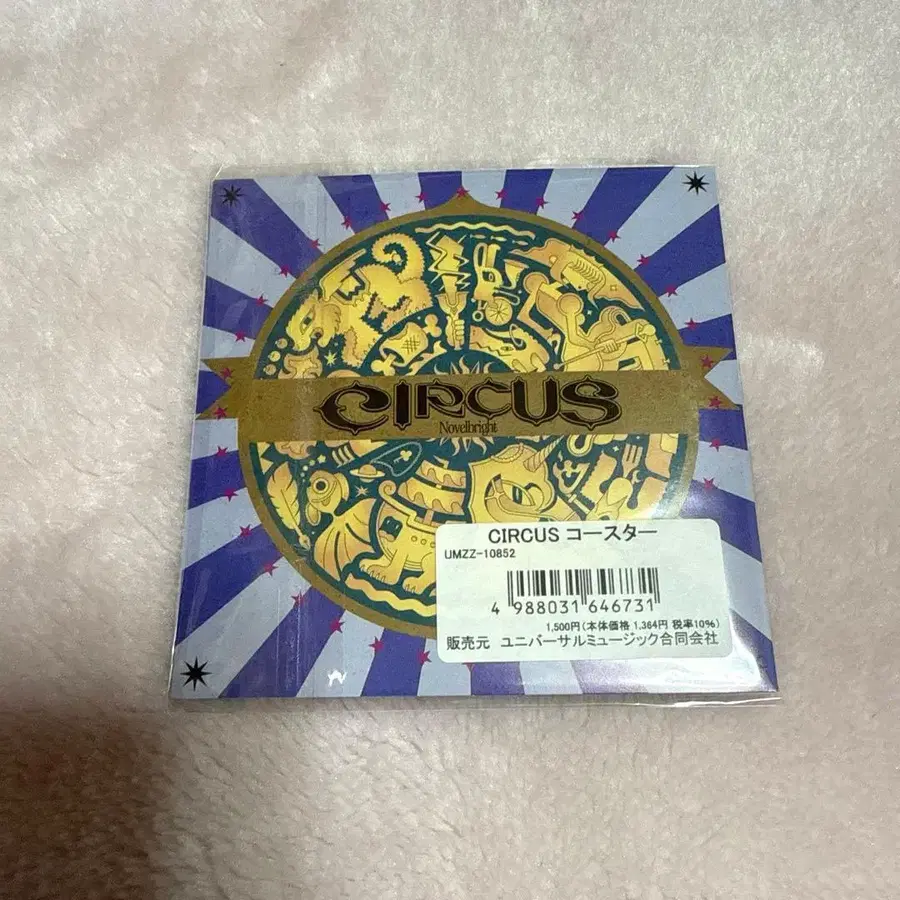 CIRCUS
Novelbright
CIRCUS コースター
UMZZ-10852
4 988031 646731
1,500円(本体価格 1,364円 税率10%)
販売元 ユニバーサルミュージック合同会社